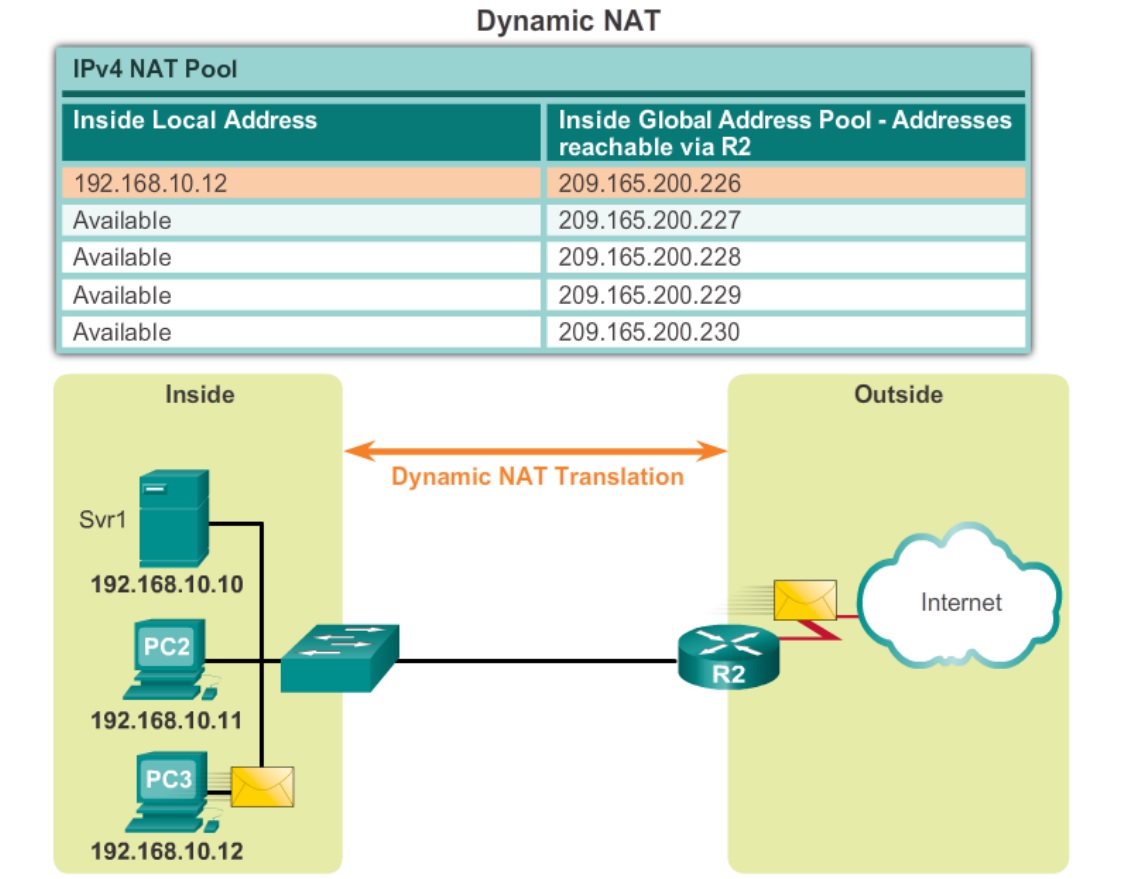 Dynamic NAT
IPv4 NAT Pool
Inside Local Address
Inside Global Address Pool - Addresses
reachable via R2
192.168.10.12
209.165.200.226
Available
209.165.200.227
Available
209.165.200.228
Available
209.165.200.229
Available
209.165.200.230
Inside
Outside
Dynamic NAT Translation
Svr1
192.168.10.10
Internet
PC2
R2
192.168.10.11
PC3
192.168.10.12